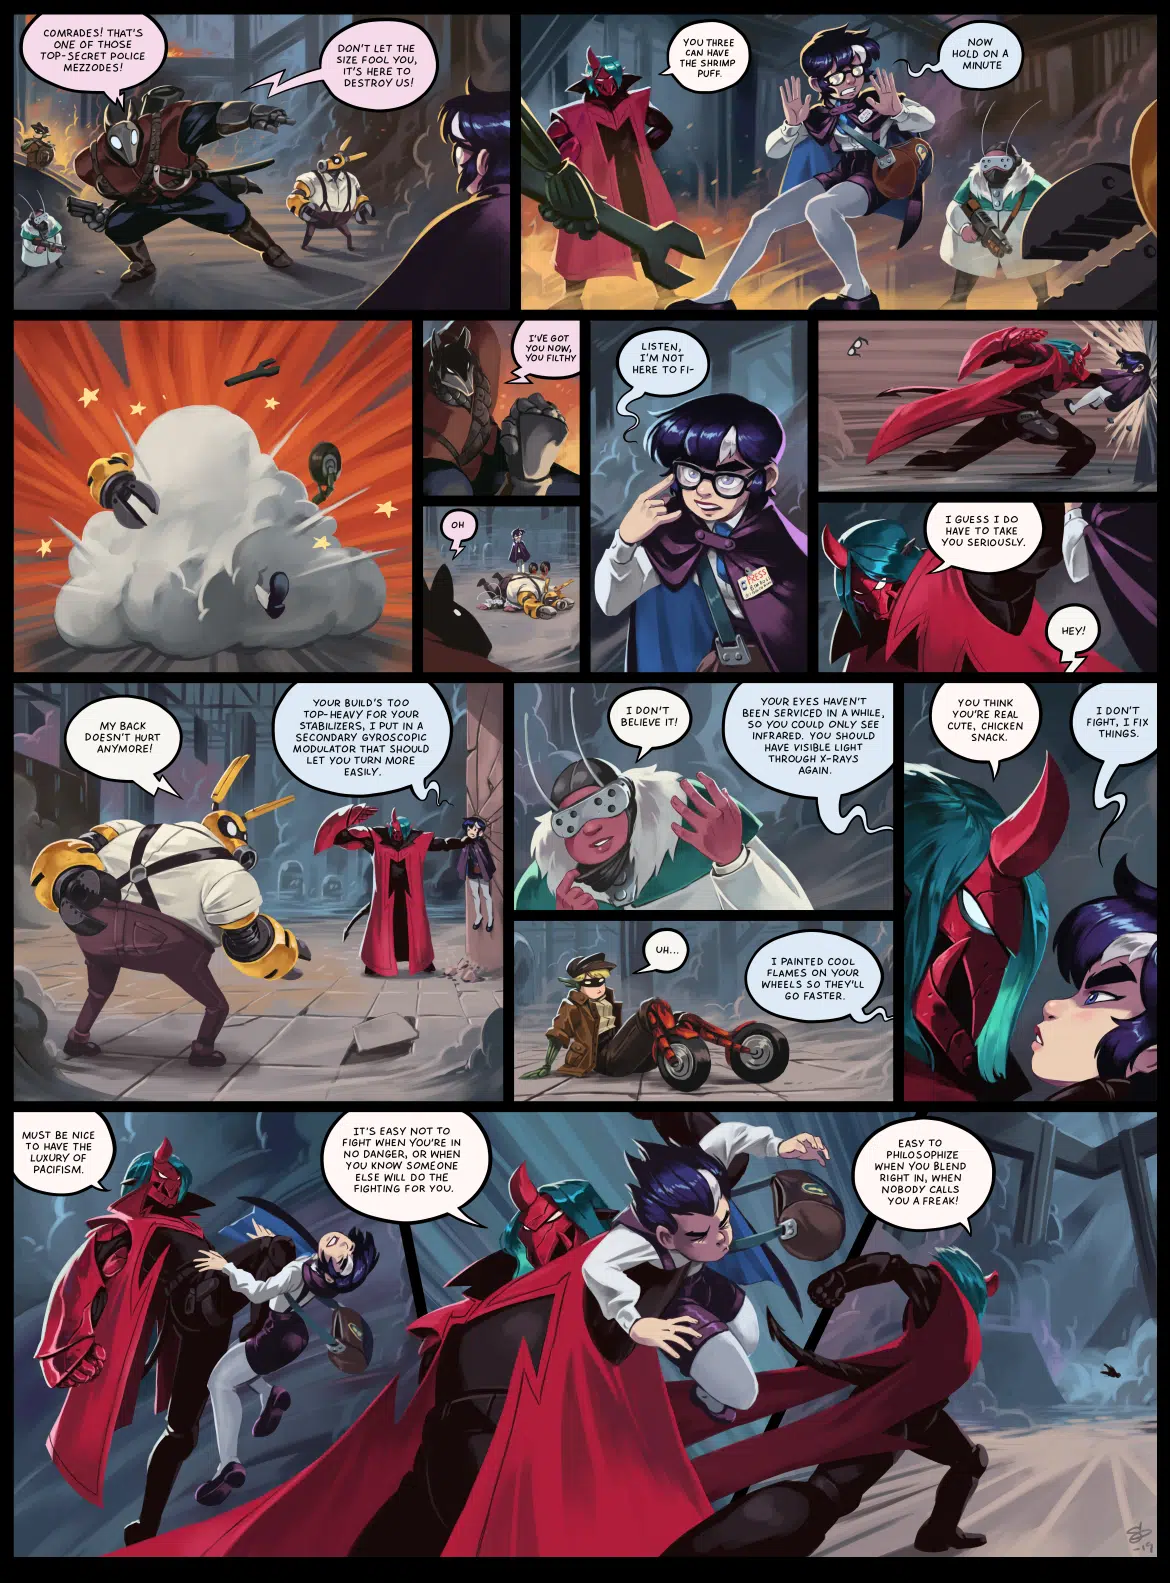 COMRADES! THAT'S
ONE OF THOSE
TOP-SECRET POLICE
MEZZODES!
DON'T LET THE
SIZE FOOL YOU,
IT'S HERE TO
DESTROY US!
YOU THREE
CAN HAVE
THE SHRIMP
PUFF.
NOW
HOLD ON A
MINUTE
I'VE GOT
YOU NOW,
YOU FILTHY
OH
LISTEN,
I'M NOT
HERE TO FI-
PRESS
I GUESS I DO
HAVE TO TAKE
YOU SERIOUSLY.
HEY!
MY BACK
DOESN'T HURT
ANYMORE!
YOUR BUILD'S TOO
TOP-HEAVY FOR YOUR
STABILIZERS, I PUT IN A
SECONDARY GYROSCOPIC
MODULATOR THAT SHOULD
LET YOU TURN MORE
EASILY.
I DON'T
BELIEVE IT!
YOUR EYES HAVEN'T
BEEN SERVICED IN A WHILE,
SO YOU COULD ONLY SEE
INFRARED. YOU SHOULD
HAVE VISIBLE LIGHT
THROUGH X-RAYS
AGAIN.
UH...
I PAINTED COOL
FLAMES ON YOUR
WHEELS SO THEY'LL
GO FASTER.
YOU THINK
YOU'RE REAL
CUTE, CHICKEN
SNACK.
I DON'T
FIGHT, I FIX
THINGS.
MUST BE NICE
TO HAVE THE
LUXURY OF
PACIFISM.
IT'S EASY NOT TO
FIGHT WHEN YOU'RE IN
NO DANGER, OR WHEN
YOU KNOW SOMEONE
ELSE WILL DO THE
FIGHTING FOR YOU.
EASY TO
PHILOSOPHIZE
WHEN YOU BLEND
RIGHT IN, WHEN
NOBODY CALLS
YOU A FREAK!